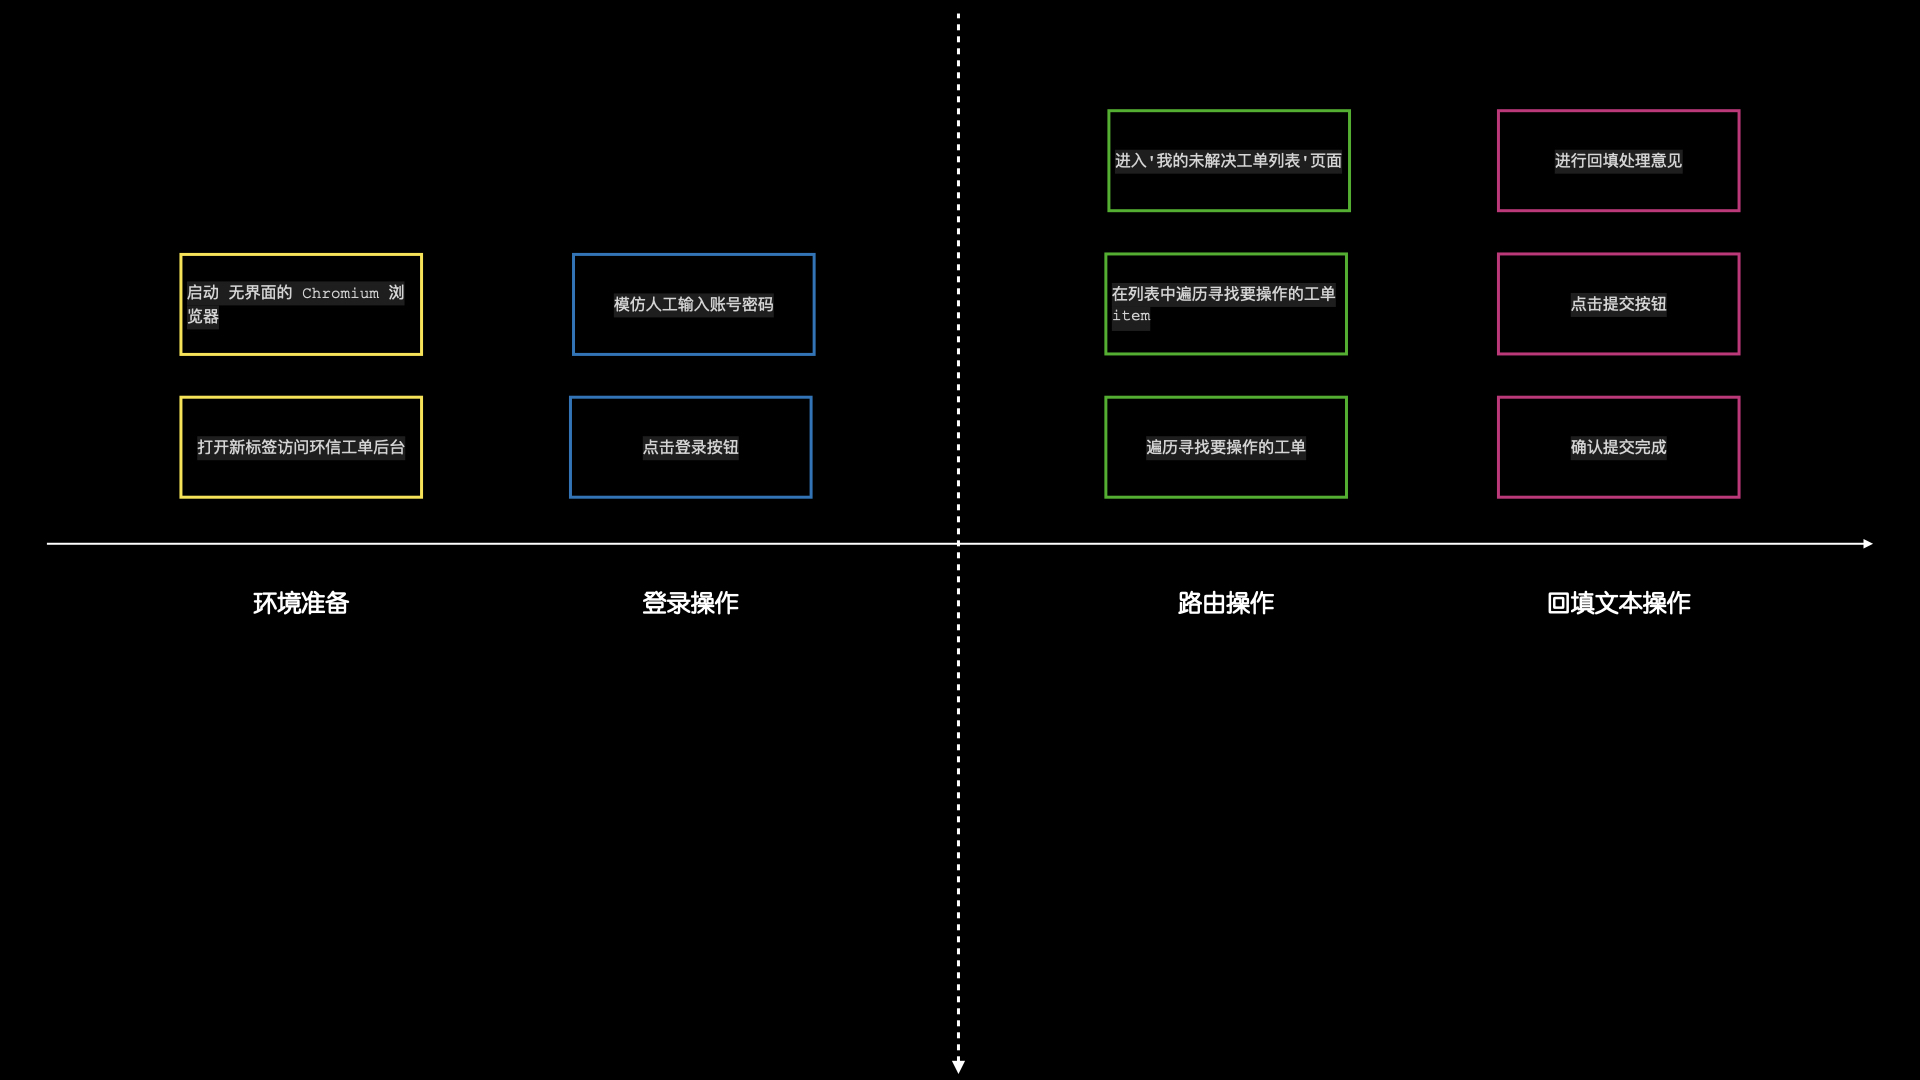 启动 无界面的 Chromium 浏
览器
打开新标签访问环信工单后台
环境准备
模仿人工输入账号密码
点击登录按钮
登录操作
进入'我的未解决工单列表'页面
在列表中遍历寻找要操作的工单
item
遍历寻找要操作的工单
路由操作
进行回填处理意见
点击提交按钮
确认提交完成
回填文本操作